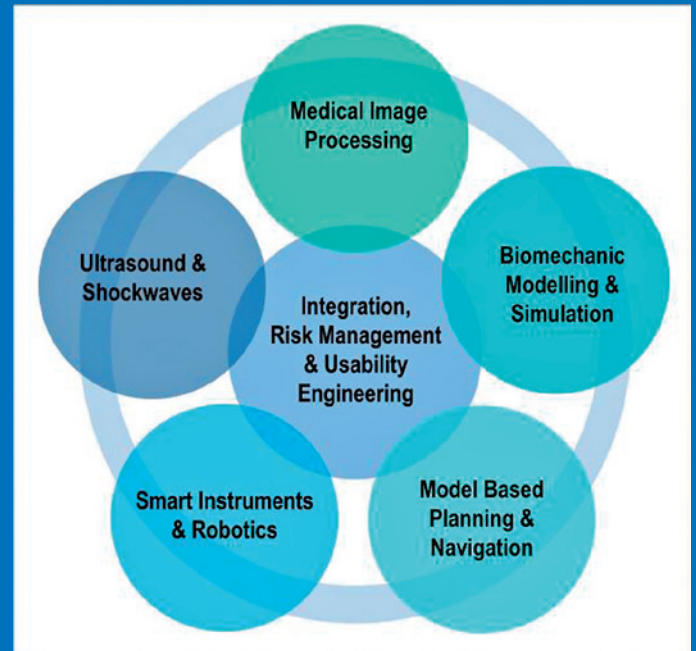 Medical Image
Processing
Biomechanic
Modelling &
Simulation
Model Based
Planning &
Navigation
Smart Instruments
& Robotics
Ultrasound &
Shockwaves
Integration,
Risk Management
& Usability
Engineering